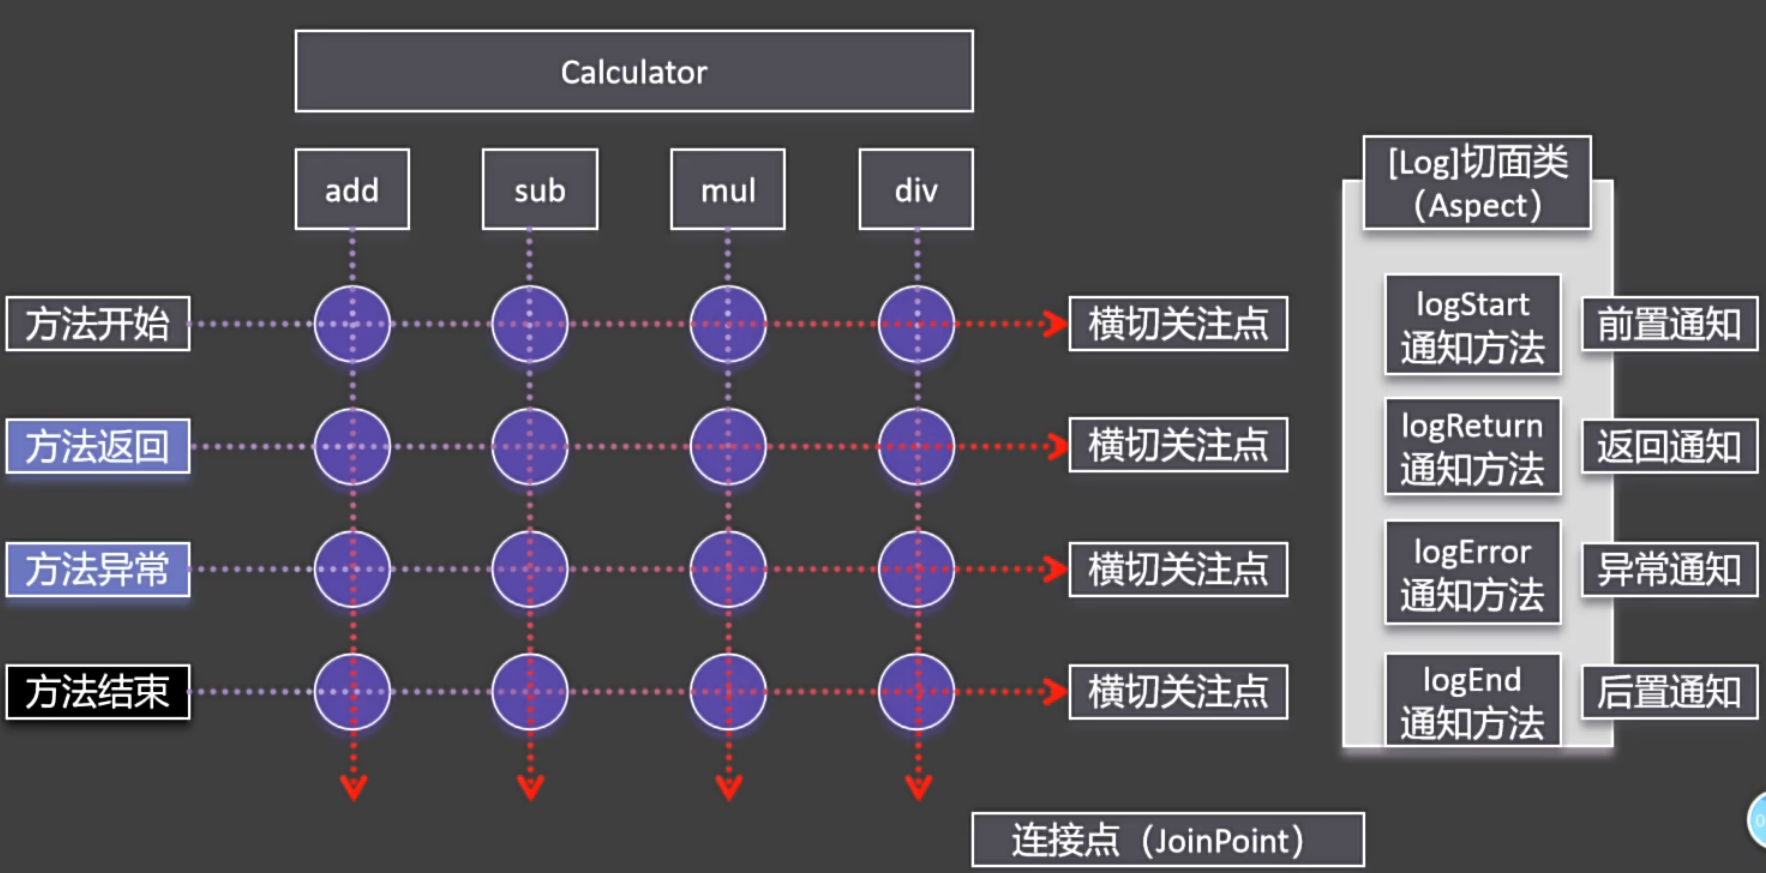 Calculator
add
sub
mul
div
[Log]切面类
（Aspect）
方法开始
横切关注点
logStart
通知方法
前置通知
方法返回
横切关注点
logReturn
通知方法
返回通知
方法异常
横切关注点
logError
通知方法
异常通知
方法结束
横切关注点
logEnd
通知方法
后置通知
连接点（JoinPoint）